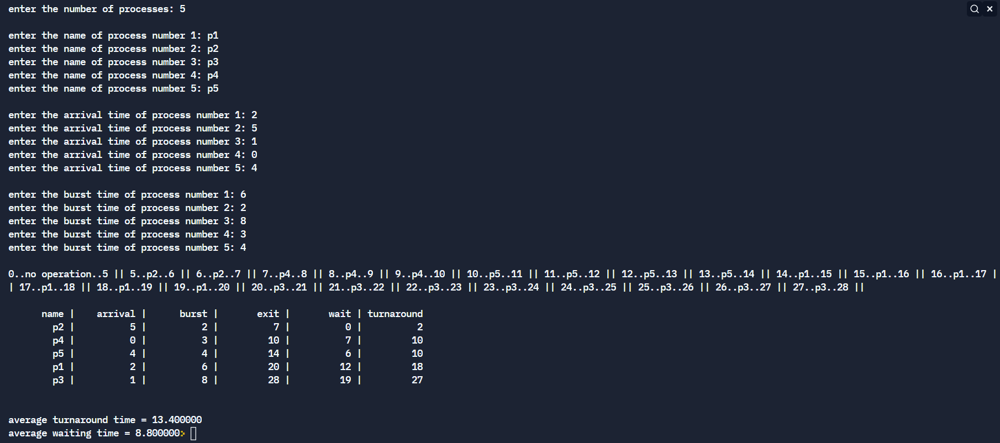 enter the number of processes: 5
enter the name of process number 1: p1
enter the name of process number 2: p2
enter the name of process number 3: p3
enter the name of process number 4: p4
enter the name of process number 5: p5
enter the arrival time of process number 1: 2
enter the arrival time of process number 2: 5
enter the arrival time of process number 3: 1
enter the arrival time of process number 4: 0
enter the arrival time of process number 5: 4
enter the burst time of process number 1: 6
enter the burst time of process number 2: 2
enter the burst time of process number 3: 8
enter the burst time of process number 4: 3
enter the burst time of process number 5: 4
0..no operation..5 || 5..p2..6 || 6..p2..7 || 7..p4..8 || 8..p4..9 || 9..p4..10 || 10..p5..11 || 11..p5..12 || 12..p5..13 || 13..p5..14 || 14..p1..15 || 15..p1..16 || 16..p1..17 |
| 17..p1..18 || 18..p1..19 || 19..p1..20 || 20..p3..21 || 21..p3..22 || 22..p3..23 || 23..p3..24 || 24..p3..25 || 25..p3..26 || 26..p3..27 || 27..p3..28 ||
name | arrival | burst | exit | wait | turnaround
p2 | 5 | 2 | 7 | 0 | 2
p4 | 0 | 3 | 10 | 7 | 10
p5 | 4 | 4 | 14 | 6 | 10
p1 | 2 | 6 | 20 | 12 | 18
p3 | 1 | 8 | 28 | 19 | 27
average turnaround time = 13.400000
average waiting time = 8.800000